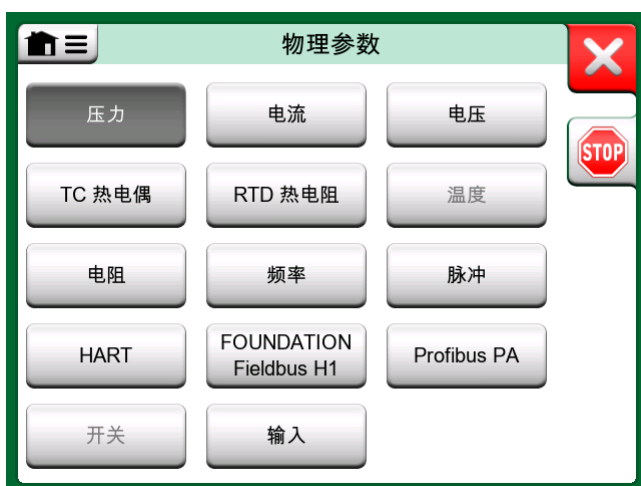 物理参数
压力
电流
电压
STOP
TC 热电偶
RTD 热电阻
温度
电阻
频率
脉冲
HART
FOUNDATION
Fieldbus H1
Profibus PA
开关
输入